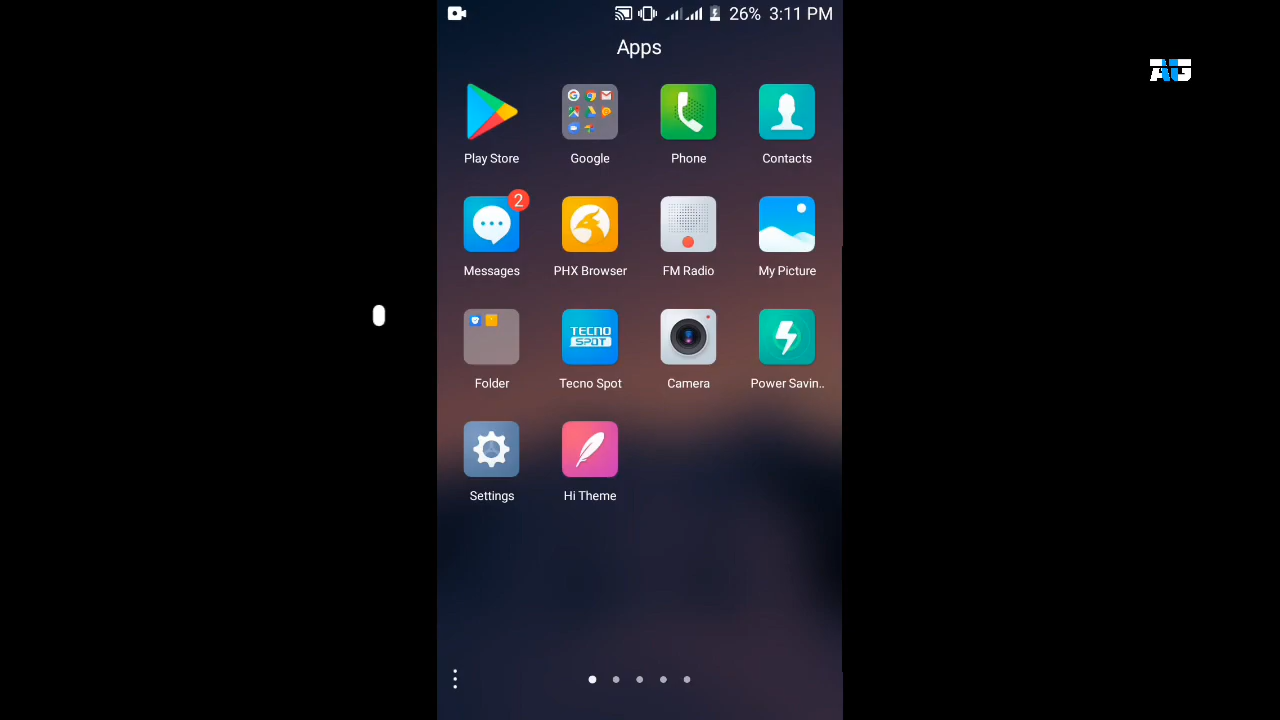 26% 3:11 PM
AG
Apps
Play Store
Google
Phone
Contacts
2
Messages
PHX Browser
FM Radio
My Picture
TECNO
SPOT
Folder
Tecno Spot
Camera
Power Savin..
Settings
Hi Theme